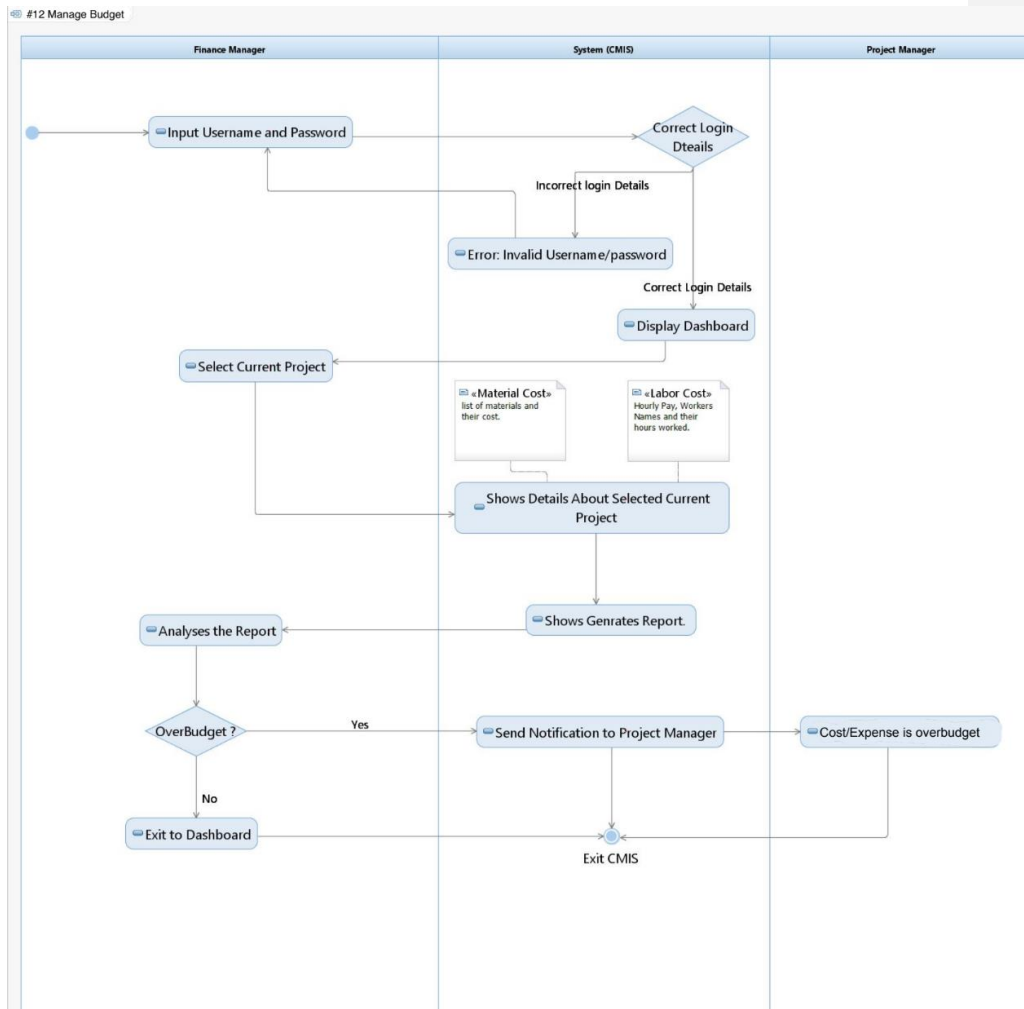 #12 Manage Budget
Finance Manager
System (CMIS)
Project Manager
Input Username and Password
Correct Login
Dteails
Incorrect login Details
Error: Invalid Username/password
Correct Login Details
Display Dashboard
Select Current Project
«Material Cost»
list of materials and
their cost.
«Labor Cost»
Hourly Pay, Workers
Names and their
hours worked.
Shows Details About Selected Current
Project
Shows Genrates Report.
Analyses the Report
OverBudget ?
Yes
Send Notification to Project Manager
Cost/Expense is overbudget
No
Exit to Dashboard
Exit CMIS